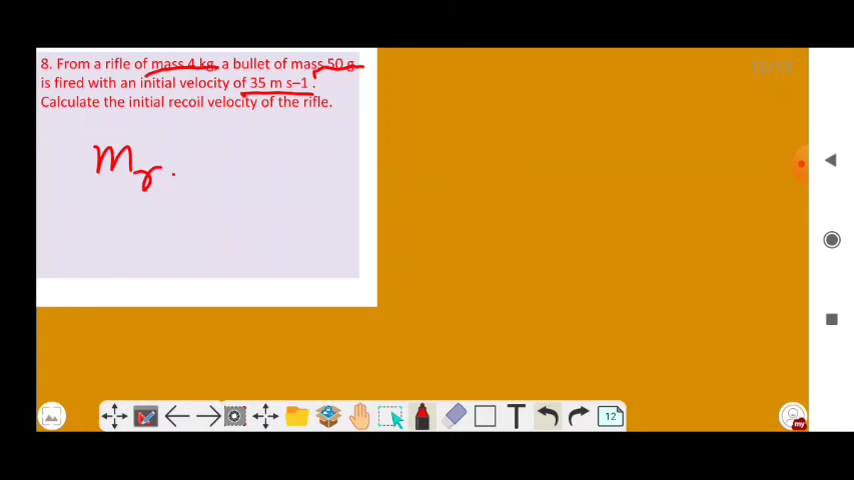 8. From a rifle of mass 4 kg, a bullet of mass 50 g
is fired with an initial velocity of 35 m s–1 .
Calculate the initial recoil velocity of the rifle.
Mr
T
12
my